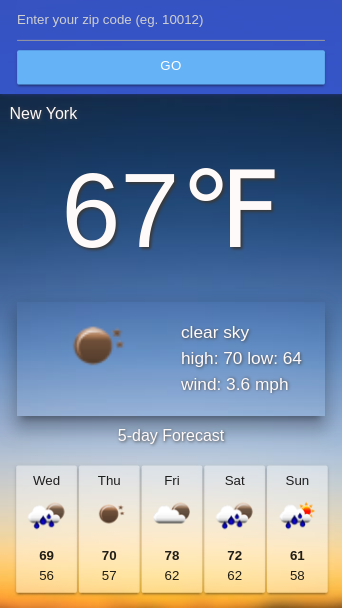 Enter your zip code (eg. 10012)
GO
New York
67℉
clear sky
high: 70 low: 64
wind: 3.6 mph
5-day Forecast
Wed Thu Fri Sat Sun
69 70 78 72 61
56 57 62 62 58